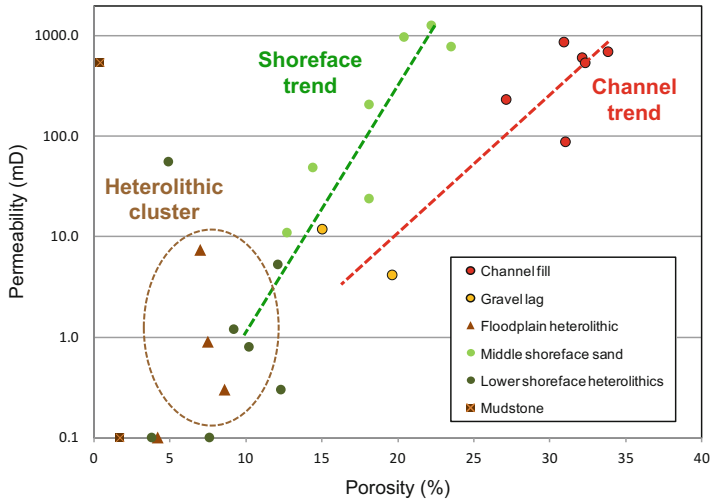 1000.0
100.0
10.0
1.0
0.1
Permeability (mD)
Shoreface
trend
Channel
trend
Heterolithic
cluster
Channel fill
Gravel lag
Floodplain heterolithic
Middle shoreface sand
Lower shoreface heterolithics
Mudstone
0 5 10 15 20 25 30 35 40
Porosity (%)